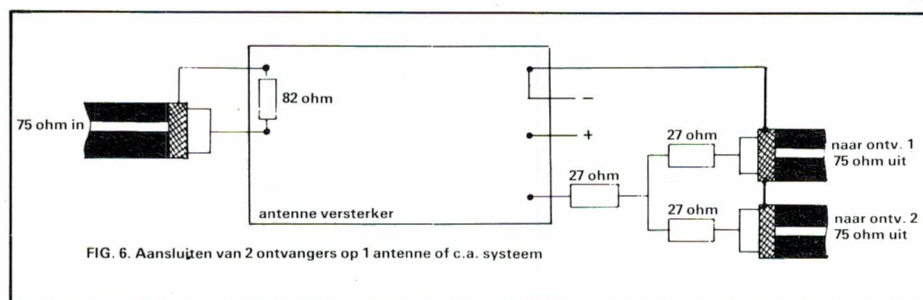 75 ohm in
82 ohm
−
+
27 ohm
27 ohm
27 ohm
naar ontv. 1
75 ohm uit
naar ontv. 2
75 ohm uit
antenne versterker
FIG. 6. Aansluiten van 2 ontvangers op 1 antenne of c.a. systeem